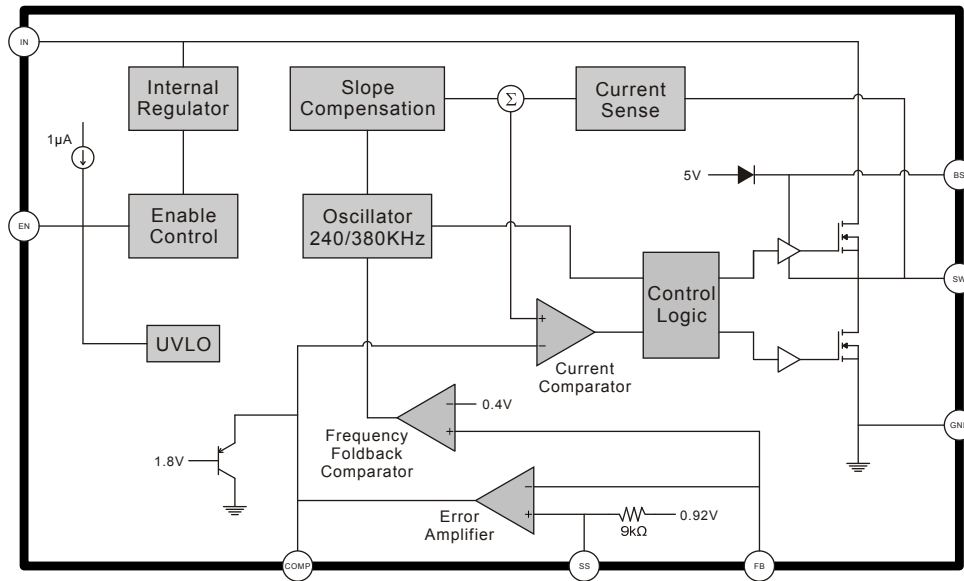 IN
Internal
Regulator
Slope
Compensation
Σ
Current
Sense
1µA
5V
BS
EN
Enable
Control
Oscillator
240/380KHz
Control
Logic
SW
+
−
Current
Comparator
UVLO
− 0.4V
+
Frequency
Foldback
Comparator
GND
1.8V
−
+
Error
Amplifier
9kΩ
0.92V
COMP
SS
FB